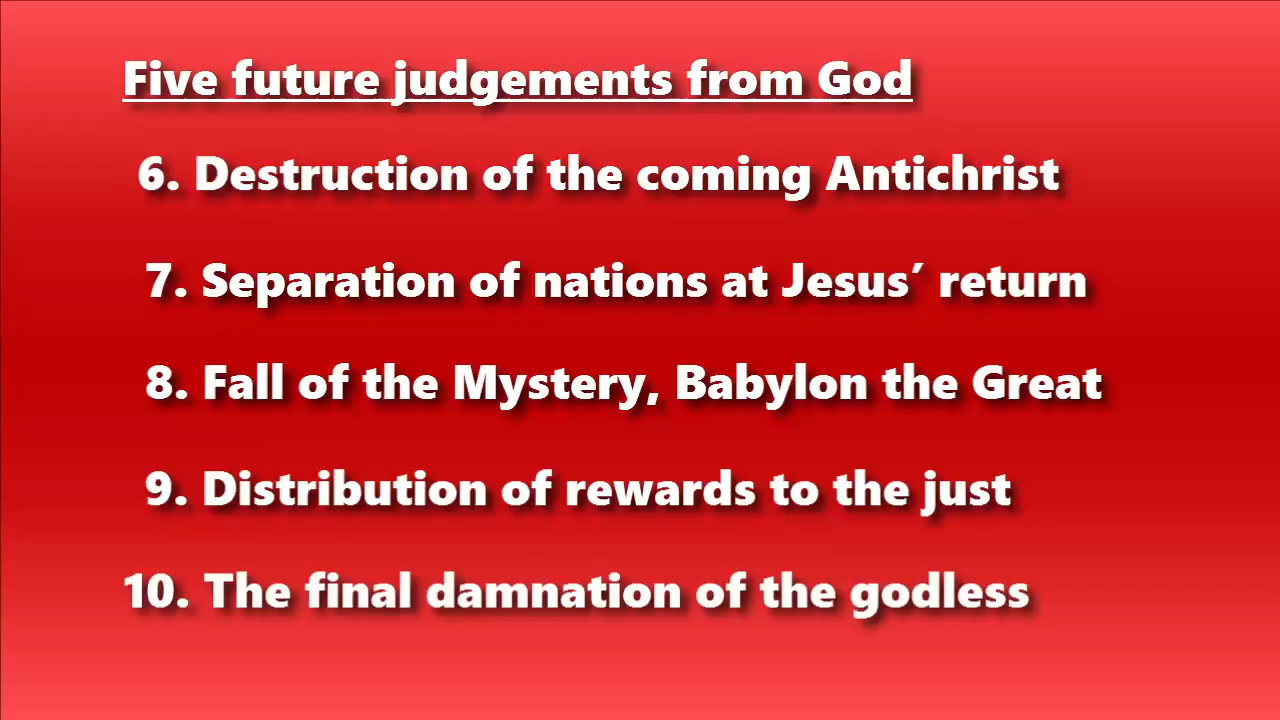 Five future judgements from God
6. Destruction of the coming Antichrist
7. Separation of nations at Jesus’ return
8. Fall of the Mystery, Babylon the Great
9. Distribution of rewards to the just
10. The final damnation of the godless